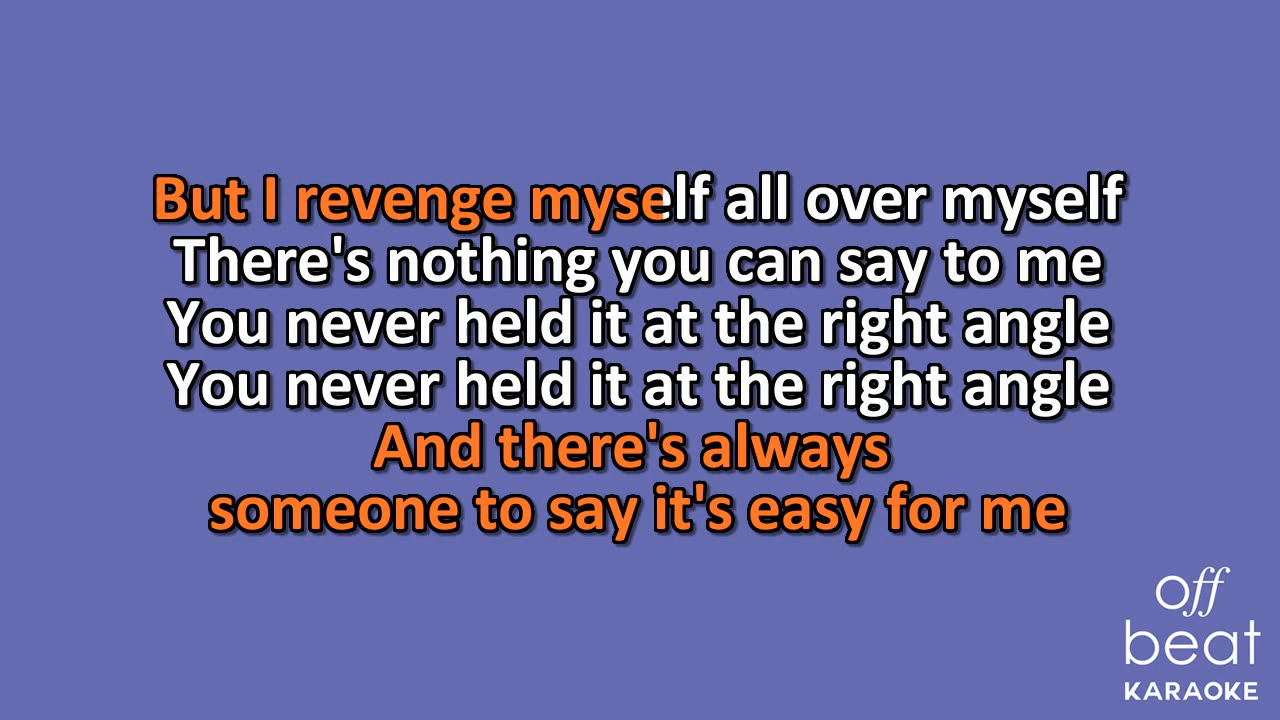 But I revenge myself all over myself
There's nothing you can say to me
You never held it at the right angle
You never held it at the right angle
And there's always
someone to say it's easy for me
off
beat
KARAOKE